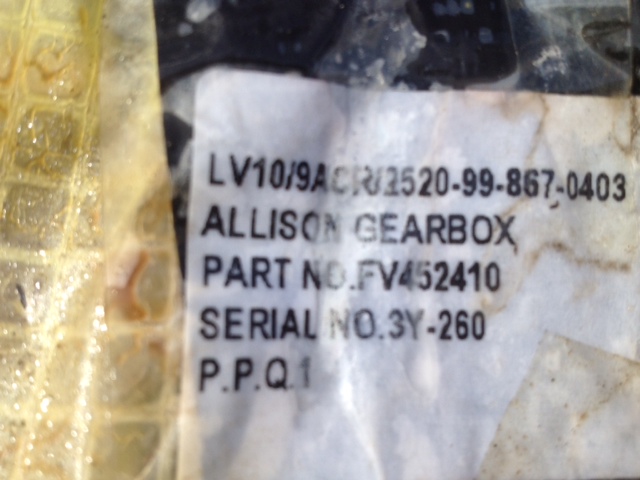 LV10/9ACR/2520-99-867-0403
ALLISON GEARBOX
PART NO.FV452410
SERIAL NO.3Y-260
P.P.Q.1